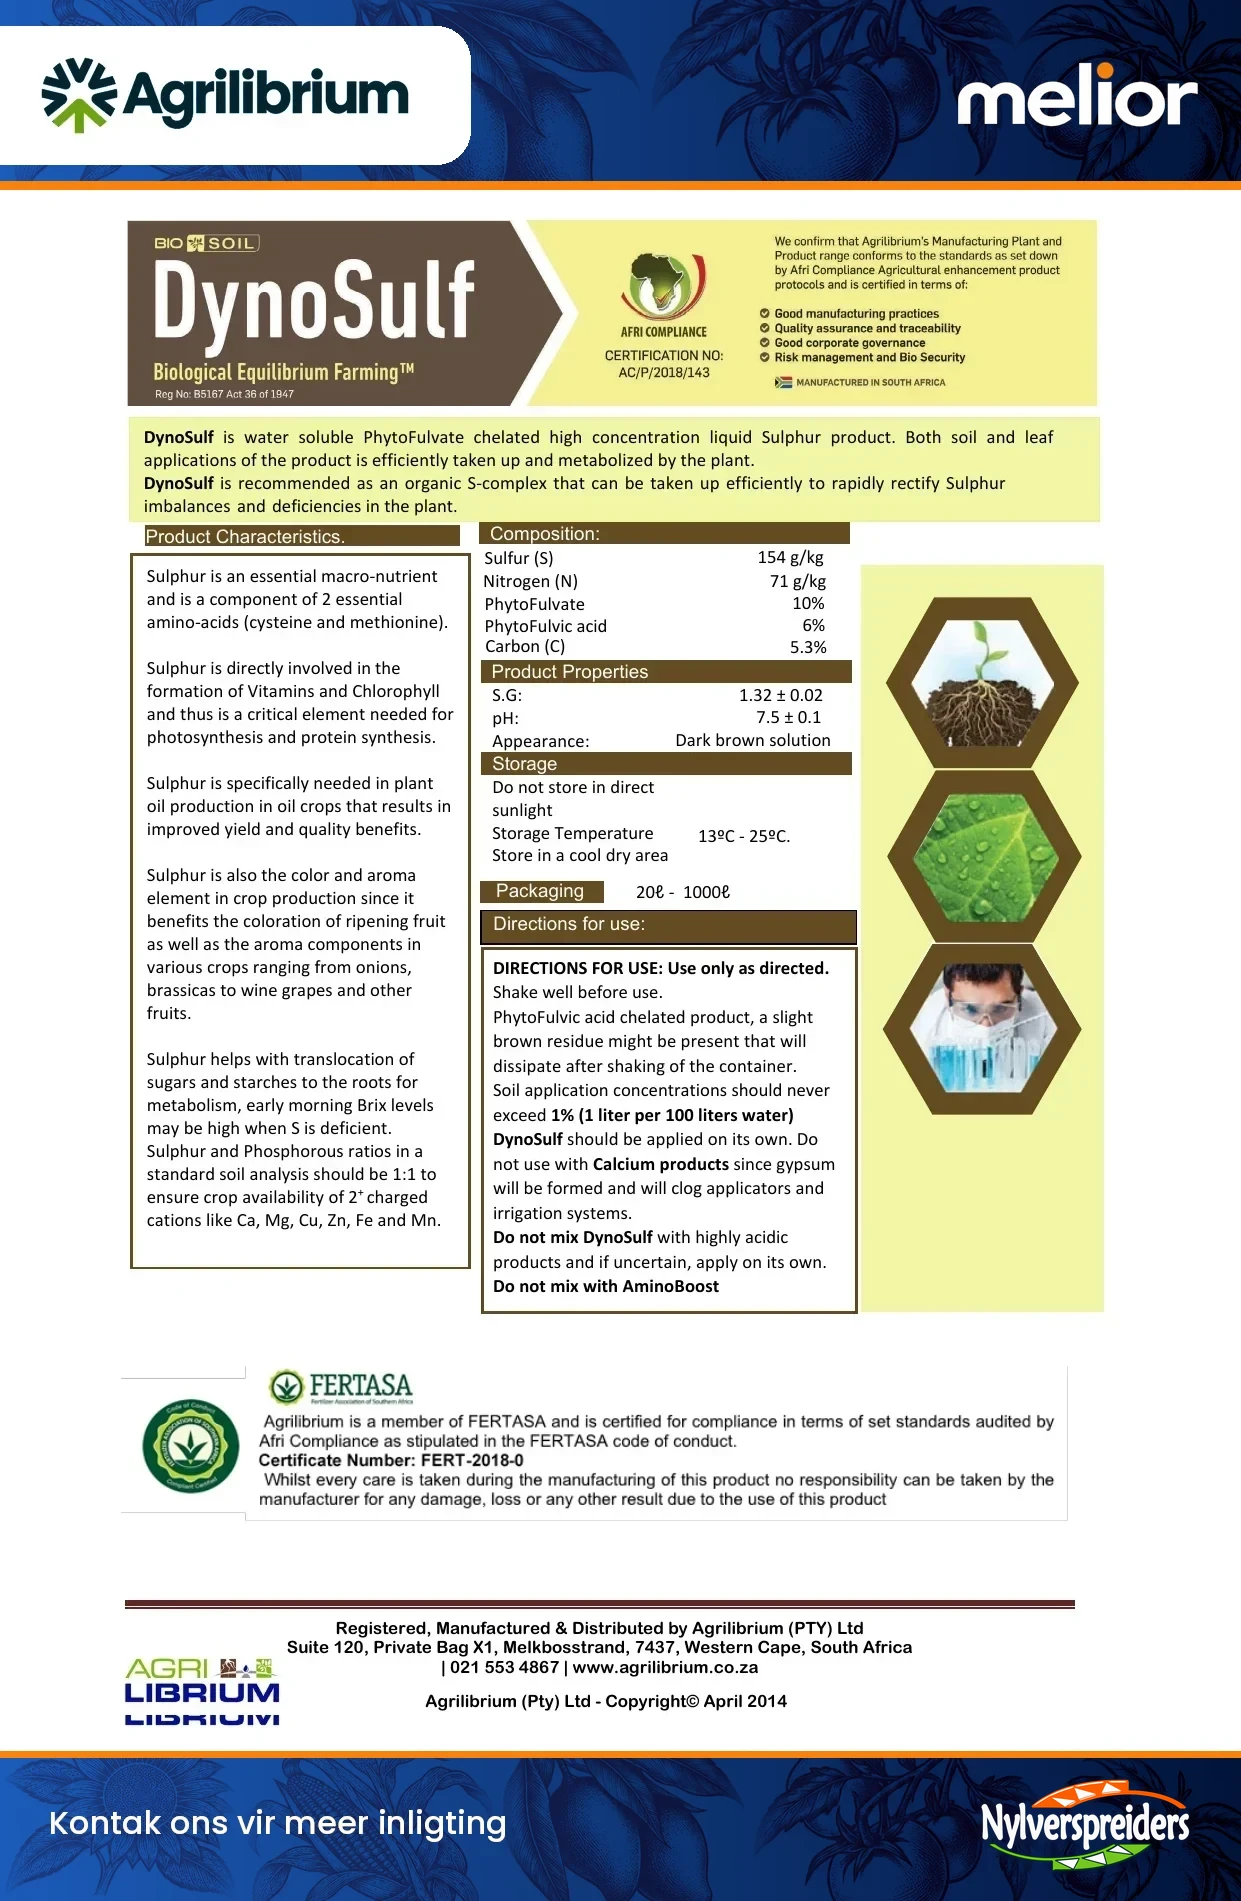 Agrilibrium
melior
BIO SOIL
DynoSulf
Biological Equilibrium Farming™
Reg No: B5167 Act 36 of 1947
AFRI COMPLIANCE
CERTIFICATION NO:
AC/P/2018/143
We confirm that Agrilibrium's Manufacturing Plant and
Product range conforms to the standards as set down
by Afri Compliance Agricultural enhancement product
protocols and is certified in terms of:
Good manufacturing practices
Quality assurance and traceability
Good corporate governance
Risk management and Bio Security
MANUFACTURED IN SOUTH AFRICA
DynoSulf is water soluble PhytoFulvate chelated high concentration liquid Sulphur product. Both soil and leaf
applications of the product is efficiently taken up and metabolized by the plant.
DynoSulf is recommended as an organic S-complex that can be taken up efficiently to rapidly rectify Sulphur
imbalances and deficiencies in the plant.
Product Characteristics.
Sulphur is an essential macro-nutrient
and is a component of 2 essential
amino-acids (cysteine and methionine).
Sulphur is directly involved in the
formation of Vitamins and Chlorophyll
and thus is a critical element needed for
photosynthesis and protein synthesis.
Sulphur is specifically needed in plant
oil production in oil crops that results in
improved yield and quality benefits.
Sulphur is also the color and aroma
element in crop production since it
benefits the coloration of ripening fruit
as well as the aroma components in
various crops ranging from onions,
brassicas to wine grapes and other
fruits.
Sulphur helps with translocation of
sugars and starches to the roots for
metabolism, early morning Brix levels
may be high when S is deficient.
Sulphur and Phosphorous ratios in a
standard soil analysis should be 1:1 to
ensure crop availability of 2⁺ charged
cations like Ca, Mg, Cu, Zn, Fe and Mn.
Composition:
Sulfur (S) 154 g/kg
Nitrogen (N) 71 g/kg
PhytoFulvate 10%
PhytoFulvic acid 6%
Carbon (C) 5.3%
Product Properties
S.G: 1.32 ± 0.02
pH: 7.5 ± 0.1
Appearance: Dark brown solution
Storage
Do not store in direct
sunlight
Storage Temperature 13ºC - 25ºC.
Store in a cool dry area
Packaging 20ℓ - 1000ℓ
Directions for use:
DIRECTIONS FOR USE: Use only as directed.
Shake well before use.
PhytoFulvic acid chelated product, a slight
brown residue might be present that will
dissipate after shaking of the container.
Soil application concentrations should never
exceed 1% (1 liter per 100 liters water)
DynoSulf should be applied on its own. Do
not use with Calcium products since gypsum
will be formed and will clog applicators and
irrigation systems.
Do not mix DynoSulf with highly acidic
products and if uncertain, apply on its own.
Do not mix with AminoBoost
Code of Conduct
Compliant Certified
FERTASA
Fertilizer Association of Southern Africa
Agrilibrium is a member of FERTASA and is certified for compliance in terms of set standards audited by
Afri Compliance as stipulated in the FERTASA code of conduct.
Certificate Number: FERT-2018-0
Whilst every care is taken during the manufacturing of this product no responsibility can be taken by the
manufacturer for any damage, loss or any other result due to the use of this product
Registered, Manufactured & Distributed by Agrilibrium (PTY) Ltd
Suite 120, Private Bag X1, Melkbosstrand, 7437, Western Cape, South Africa
| 021 553 4867 | www.agrilibrium.co.za
Agrilibrium (Pty) Ltd - Copyright© April 2014
AGRI
LIBRIUM
LIBRIUM
Kontak ons vir meer inligting
Nylverspreiders